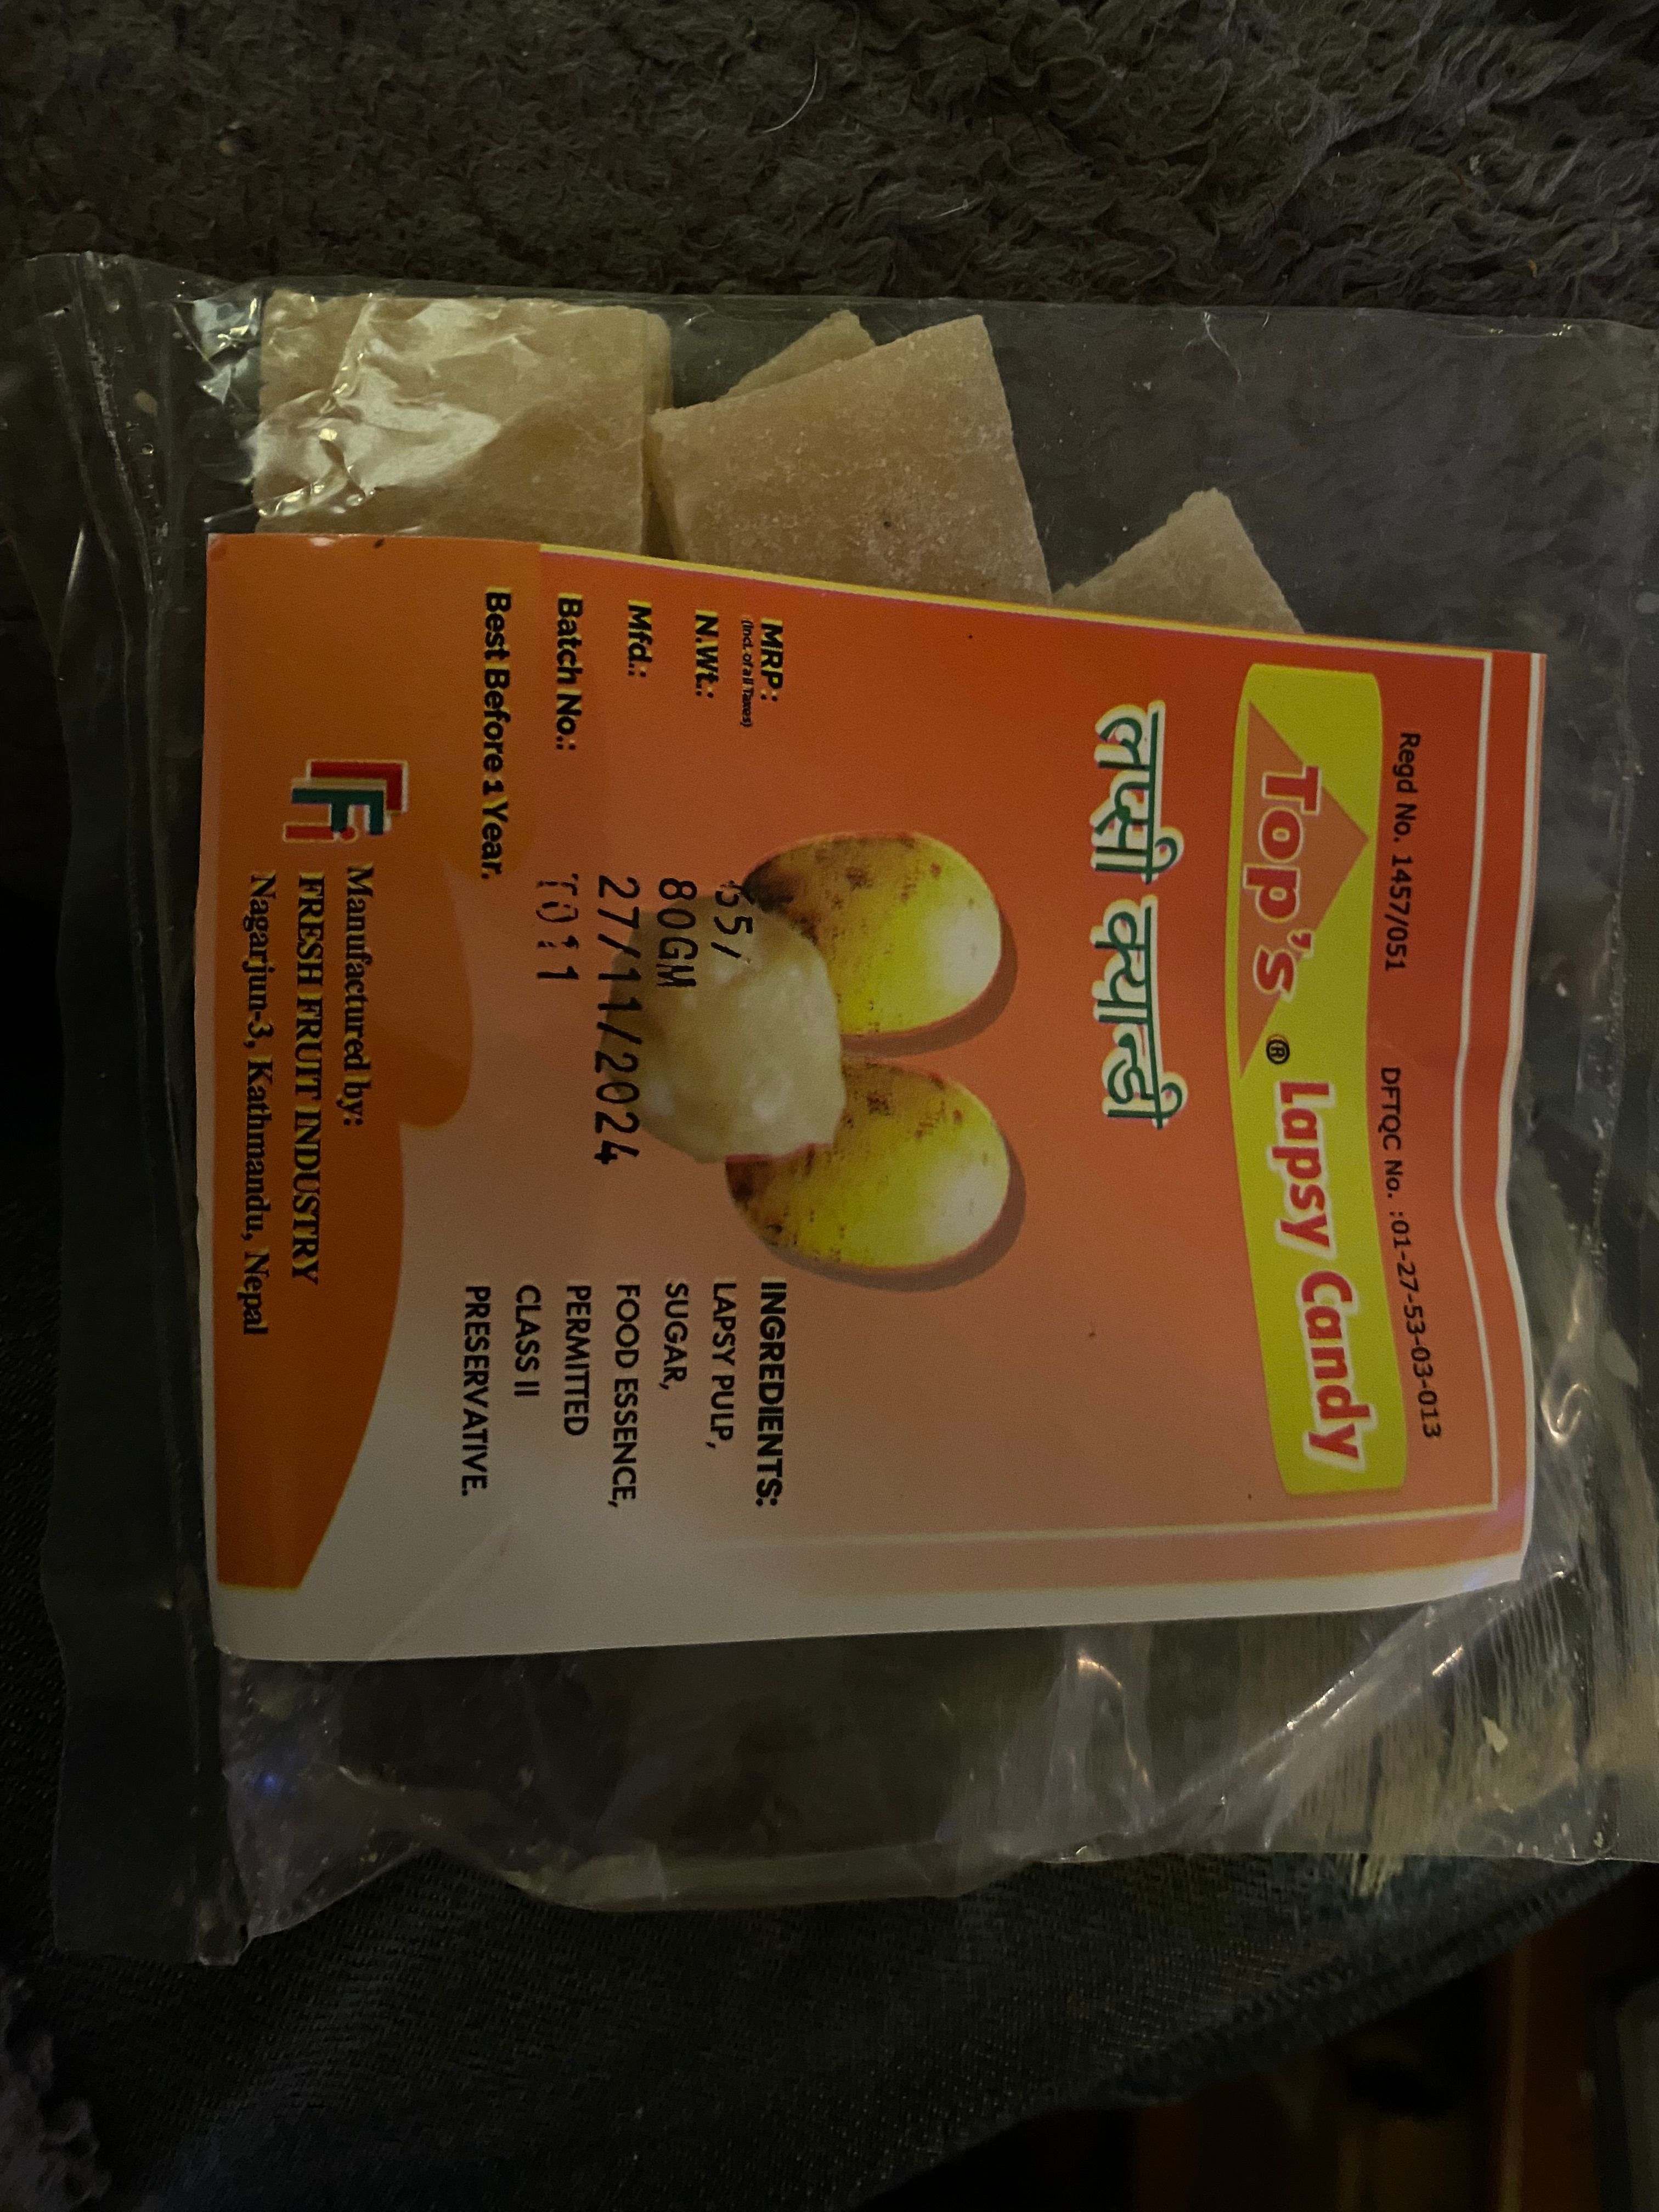 Regd No. 1457/051 DFTQC No. :01-27-53-03-013
Top's ® Lapsy Candy
लप्सी क्यान्डी
MRP.:
(Incl. of all Taxes)
N.Wt.: 80GM
Mfd.: 27/11/2024
Batch No.:
Best Before 1 Year.
INGREDIENTS:
LAPSY PULP,
SUGAR,
FOOD ESSENCE,
PERMITTED
CLASS II
PRESERVATIVE.
FFi
Manufactured by:
FRESH FRUIT INDUSTRY
Nagarjun-3, Kathmandu, Nepal